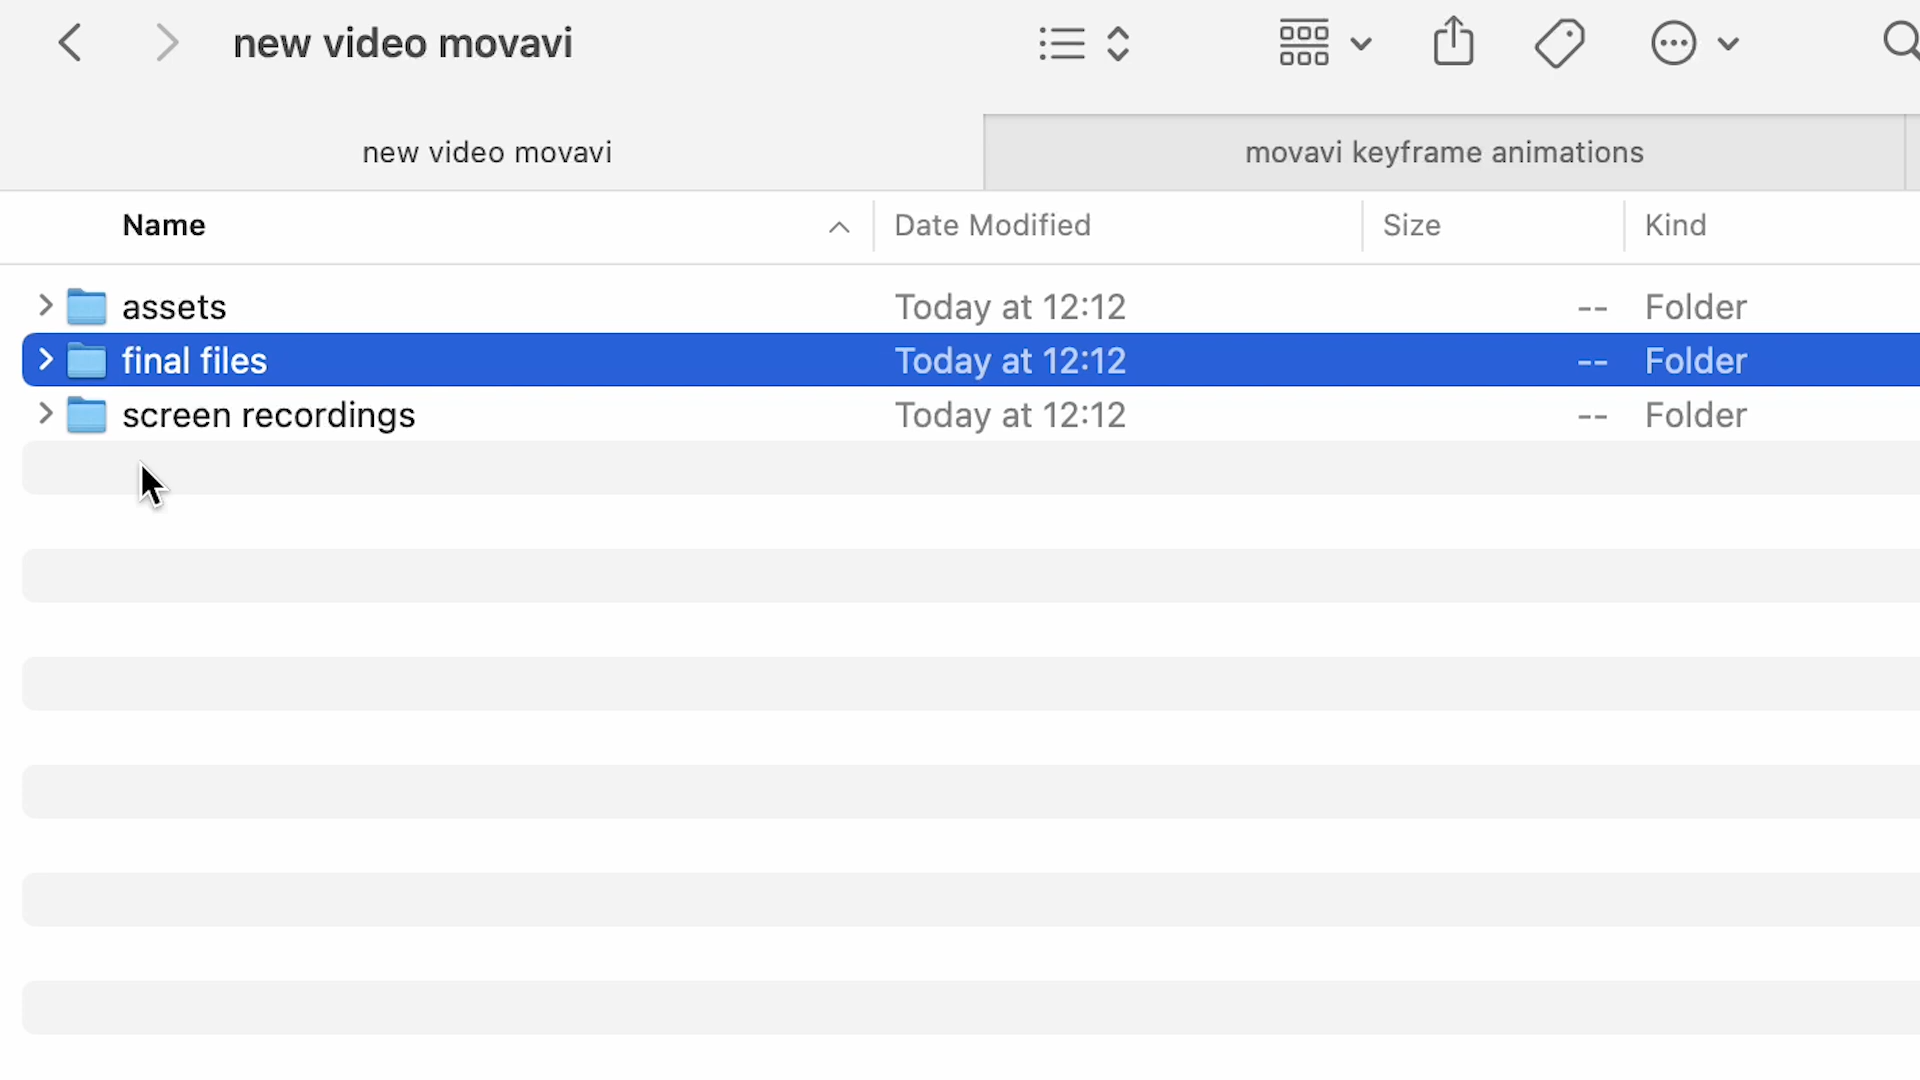 new video movavi
new video movavi movavi keyframe animations
Name Date Modified Size Kind
assets Today at 12:12 -- Folder
final files Today at 12:12 -- Folder
screen recordings Today at 12:12 -- Folder